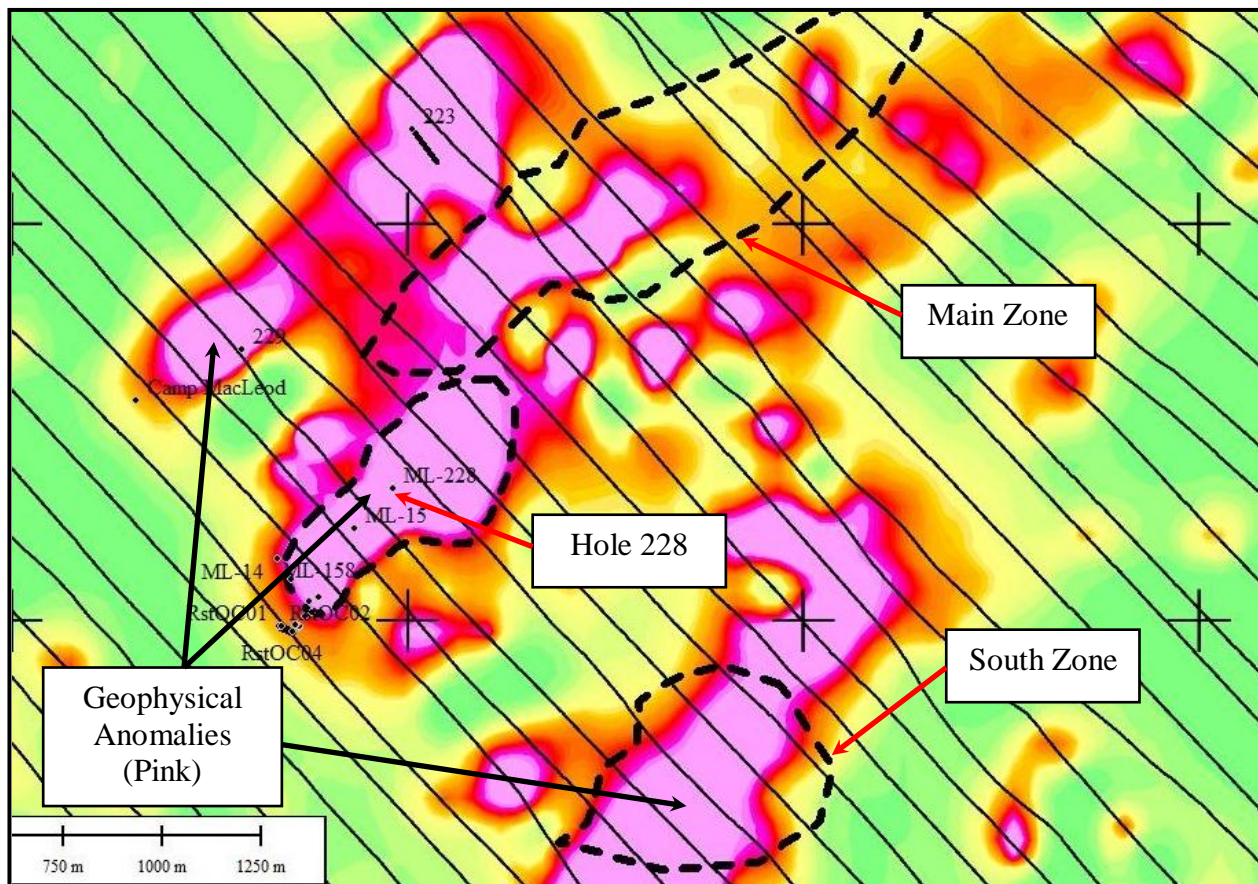 223
Main Zone
229
Camp MacLeod
ML-228
ML-15
Hole 228
ML-14
ML-158
RstOC01
RstOC02
RstOC04
South Zone
Geophysical
Anomalies
(Pink)
750 m
1000 m
1250 m